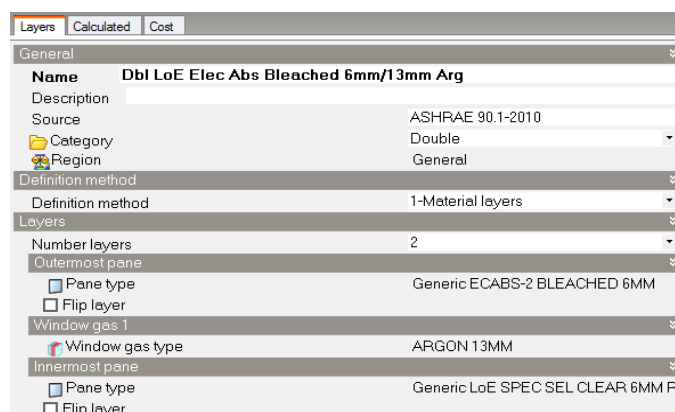 Layers Calculated Cost
General
Name Dbl LoE Elec Abs Bleached 6mm/13mm Arg
Description
Source ASHRAE 90.1-2010
Category Double
Region General
Definition method
Definition method 1-Material layers
Layers
Number layers 2
Outermost pane
Pane type Generic ECABS-2 BLEACHED 6MM
Flip layer
Window gas 1
Window gas type ARGON 13MM
Innermost pane
Pane type Generic LoE SPEC SEL CLEAR 6MM P
Flip layer